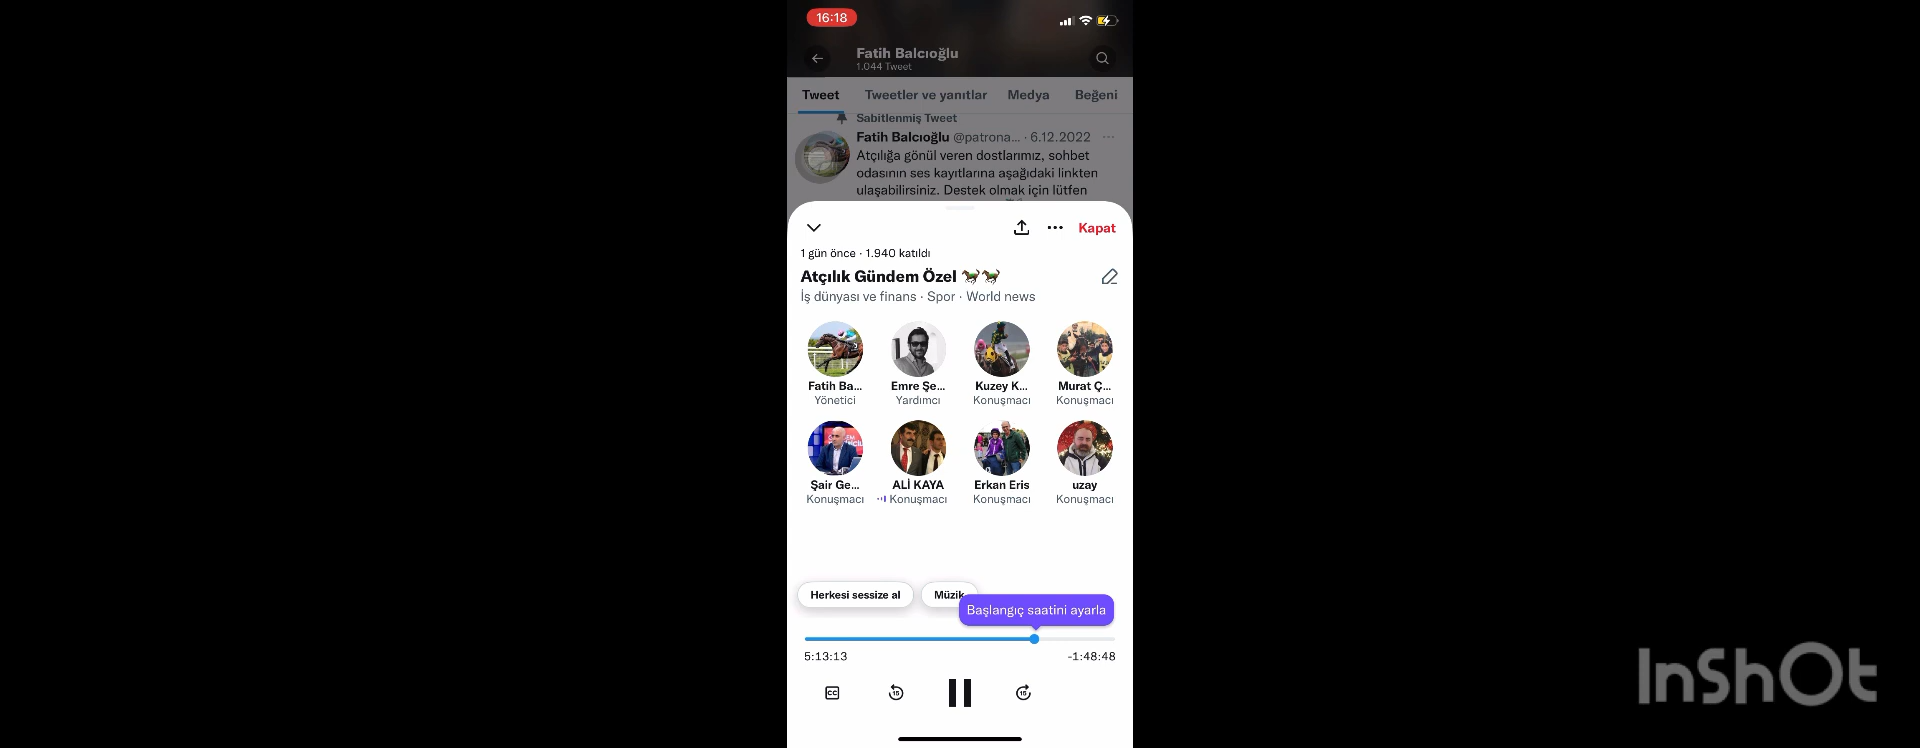 16:18
Fatih Balcıoğlu
1.044 Tweet
Tweet Tweetler ve yanıtlar Medya Beğeni
Sabitlenmiş Tweet
Fatih Balcıoğlu @patrona... · 6.12.2022 ...
Atçılığa gönül veren dostlarımız, sohbet
odasının ses kayıtlarına aşağıdaki linkten
ulaşabilirsiniz. Destek olmak için lütfen
Kapat
1 gün önce · 1.940 katıldı
Atçılık Gündem Özel 🐎🐎
İş dünyası ve finans · Spor · World news
Fatih Ba... Emre Şe... Kuzey K... Murat Ç...
Yönetici Yardımcı Konuşmacı Konuşmacı
Şair Ge... ALİ KAYA Erkan Eris uzay
Konuşmacı Konuşmacı Konuşmacı Konuşmacı
Herkesi sessize al Müzik
Başlangıç saatini ayarla
5:13:13 -1:48:48
CC 15 15
InShOt